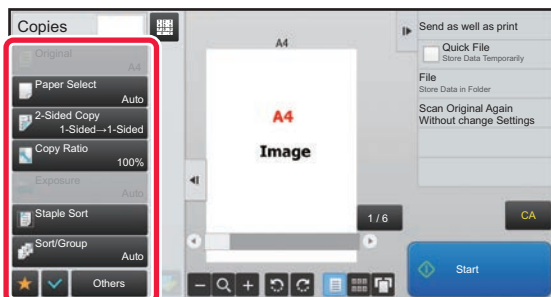 Copies
Original
A4
Paper Select
Auto
2-Sided Copy
1-Sided→1-Sided
Copy Ratio
100%
Exposure
Auto
Staple Sort
Sort/Group
Auto
Others
A4
A4
Image
1 / 6
Send as well as print
Quick File
Store Data Temporarily
File
Store Data in Folder
Scan Original Again
Without change Settings
CA
Start